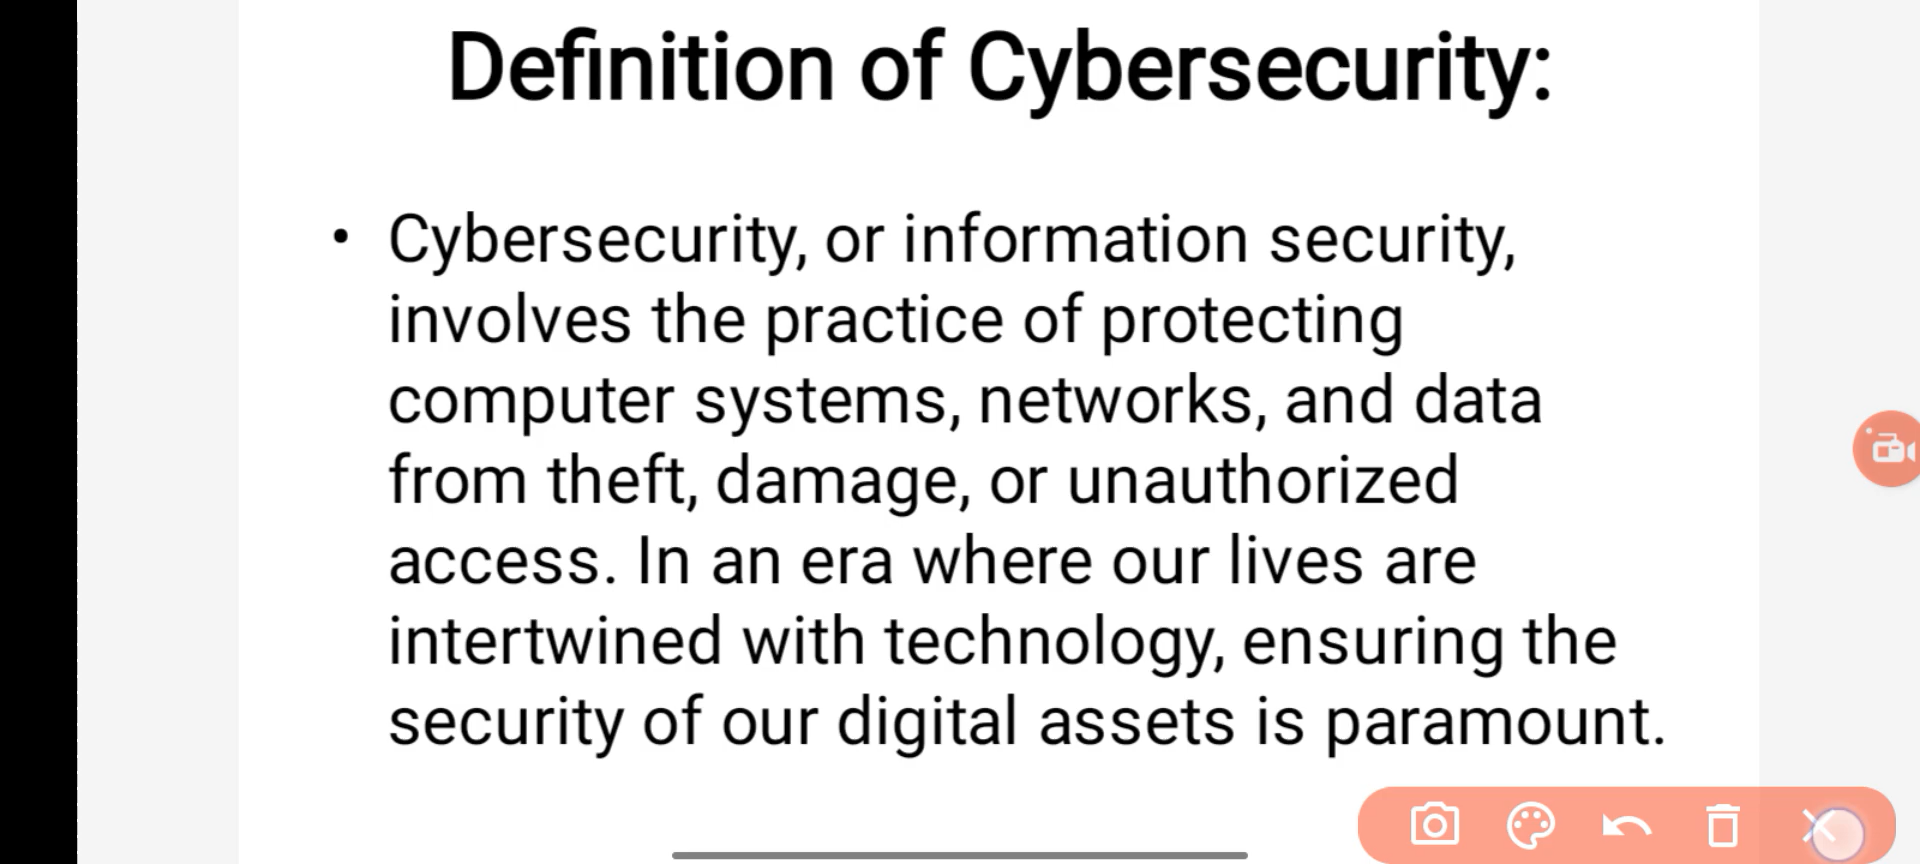 Definition of Cybersecurity:
• Cybersecurity, or information security,
involves the practice of protecting
computer systems, networks, and data
from theft, damage, or unauthorized
access. In an era where our lives are
intertwined with technology, ensuring the
security of our digital assets is paramount.